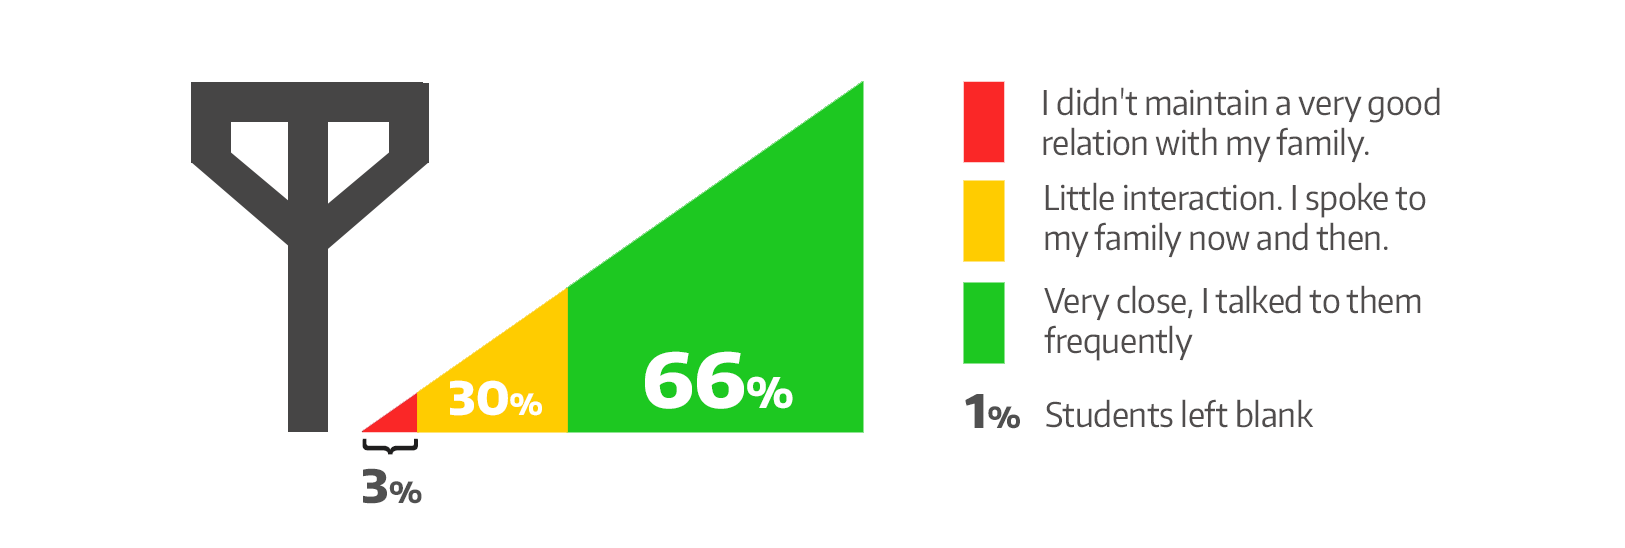 30%
66%
3%
I didn't maintain a very good
relation with my family.
Little interaction. I spoke to
my family now and then.
Very close, I talked to them
frequently
1% Students left blank